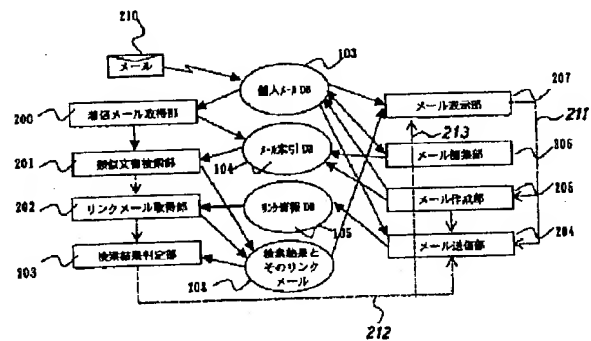 210
メール
103
個人メールDB
207
メール表示部
211
200
着信メール取得部
213
206
メール編集部
メール索引DB
201
類似文書検索部
104
205
メール作成部
202
リンクメール取得部
リンク情報DB
105
204
メール送信部
203
検索結果判定部
検索結果と
そのリンク
メール
208
212